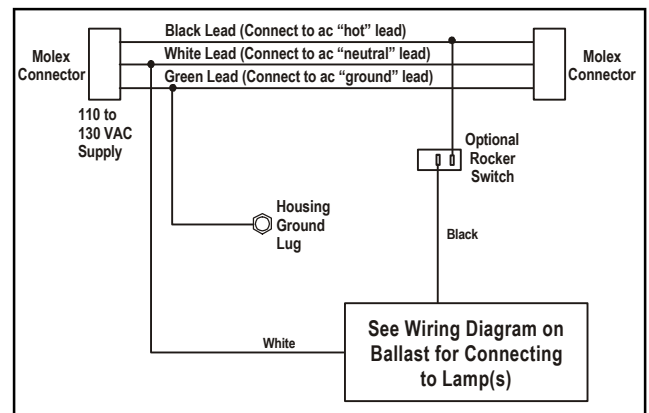 Black Lead (Connect to ac “hot” lead)
White Lead (Connect to ac “neutral” lead)
Green Lead (Connect to ac “ground” lead)
Molex
Connector
Molex
Connector
110 to
130 VAC
Supply
Optional
Rocker
Switch
Housing
Ground
Lug
Black
White
See Wiring Diagram on
Ballast for Connecting
to Lamp(s)